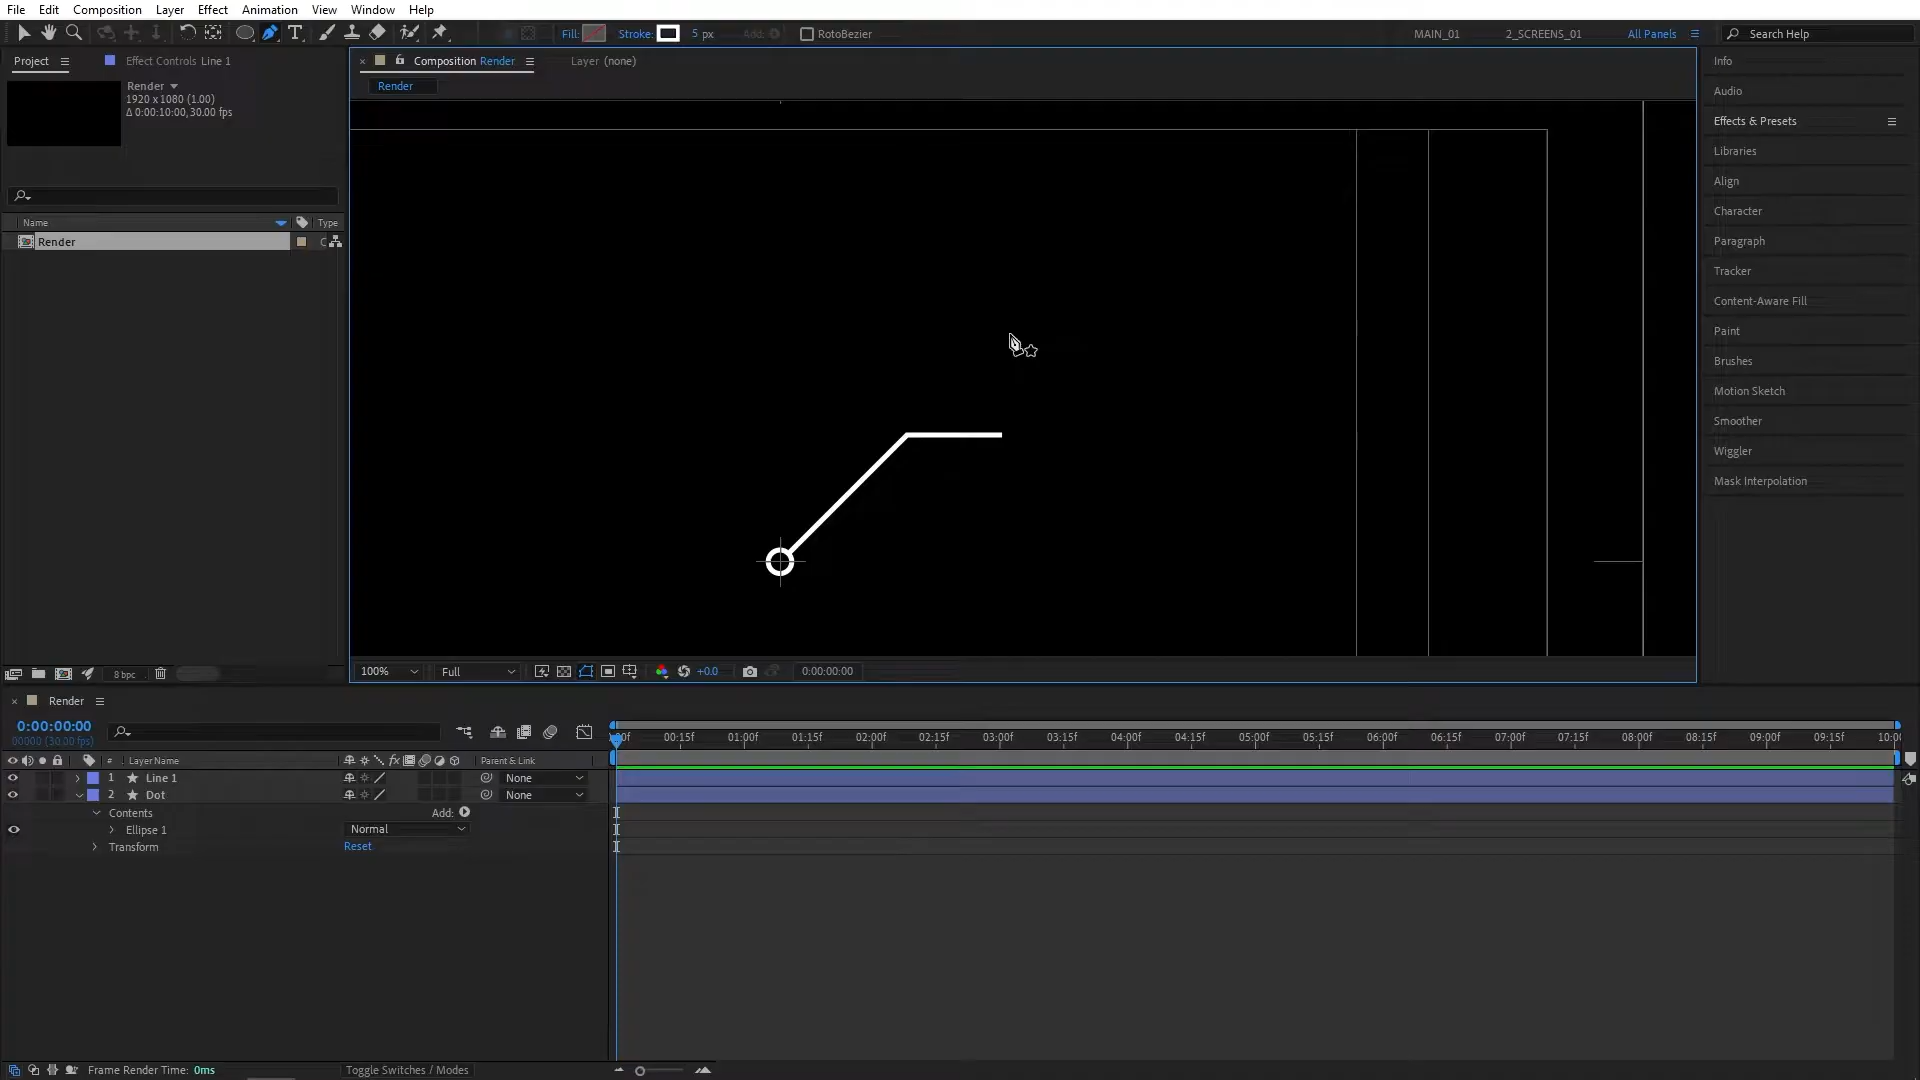 File Edit Composition Layer Effect Animation View Window Help
Fill: Stroke: 5 px Add: RotoBezier MAIN_01 2_SCREENS_01 All Panels Search Help
Project Effect Controls Line 1
Composition Render Layer (none)
Render
Render
1920 x 1080 (1.00)
Δ 0:00:10:00, 30.00 fps
Name Type
Render C
8 bpc
100% Full +0.0 0:00:00:00
Info
Audio
Effects & Presets
Libraries
Align
Character
Paragraph
Tracker
Content-Aware Fill
Paint
Brushes
Motion Sketch
Smoother
Wiggler
Mask Interpolation
Render
0:00:00:00
00000 (30.00 fps)
00f 00:15f 01:00f 01:15f 02:00f 02:15f 03:00f 03:15f 04:00f 04:15f 05:00f 05:15f 06:00f 06:15f 07:00f 07:15f 08:00f 08:15f 09:00f 09:15f 10:00
# Layer Name fx Parent & Link
1 Line 1 None
2 Dot None
Contents Add:
Ellipse 1 Normal
Transform Reset
Frame Render Time: 0ms Toggle Switches / Modes